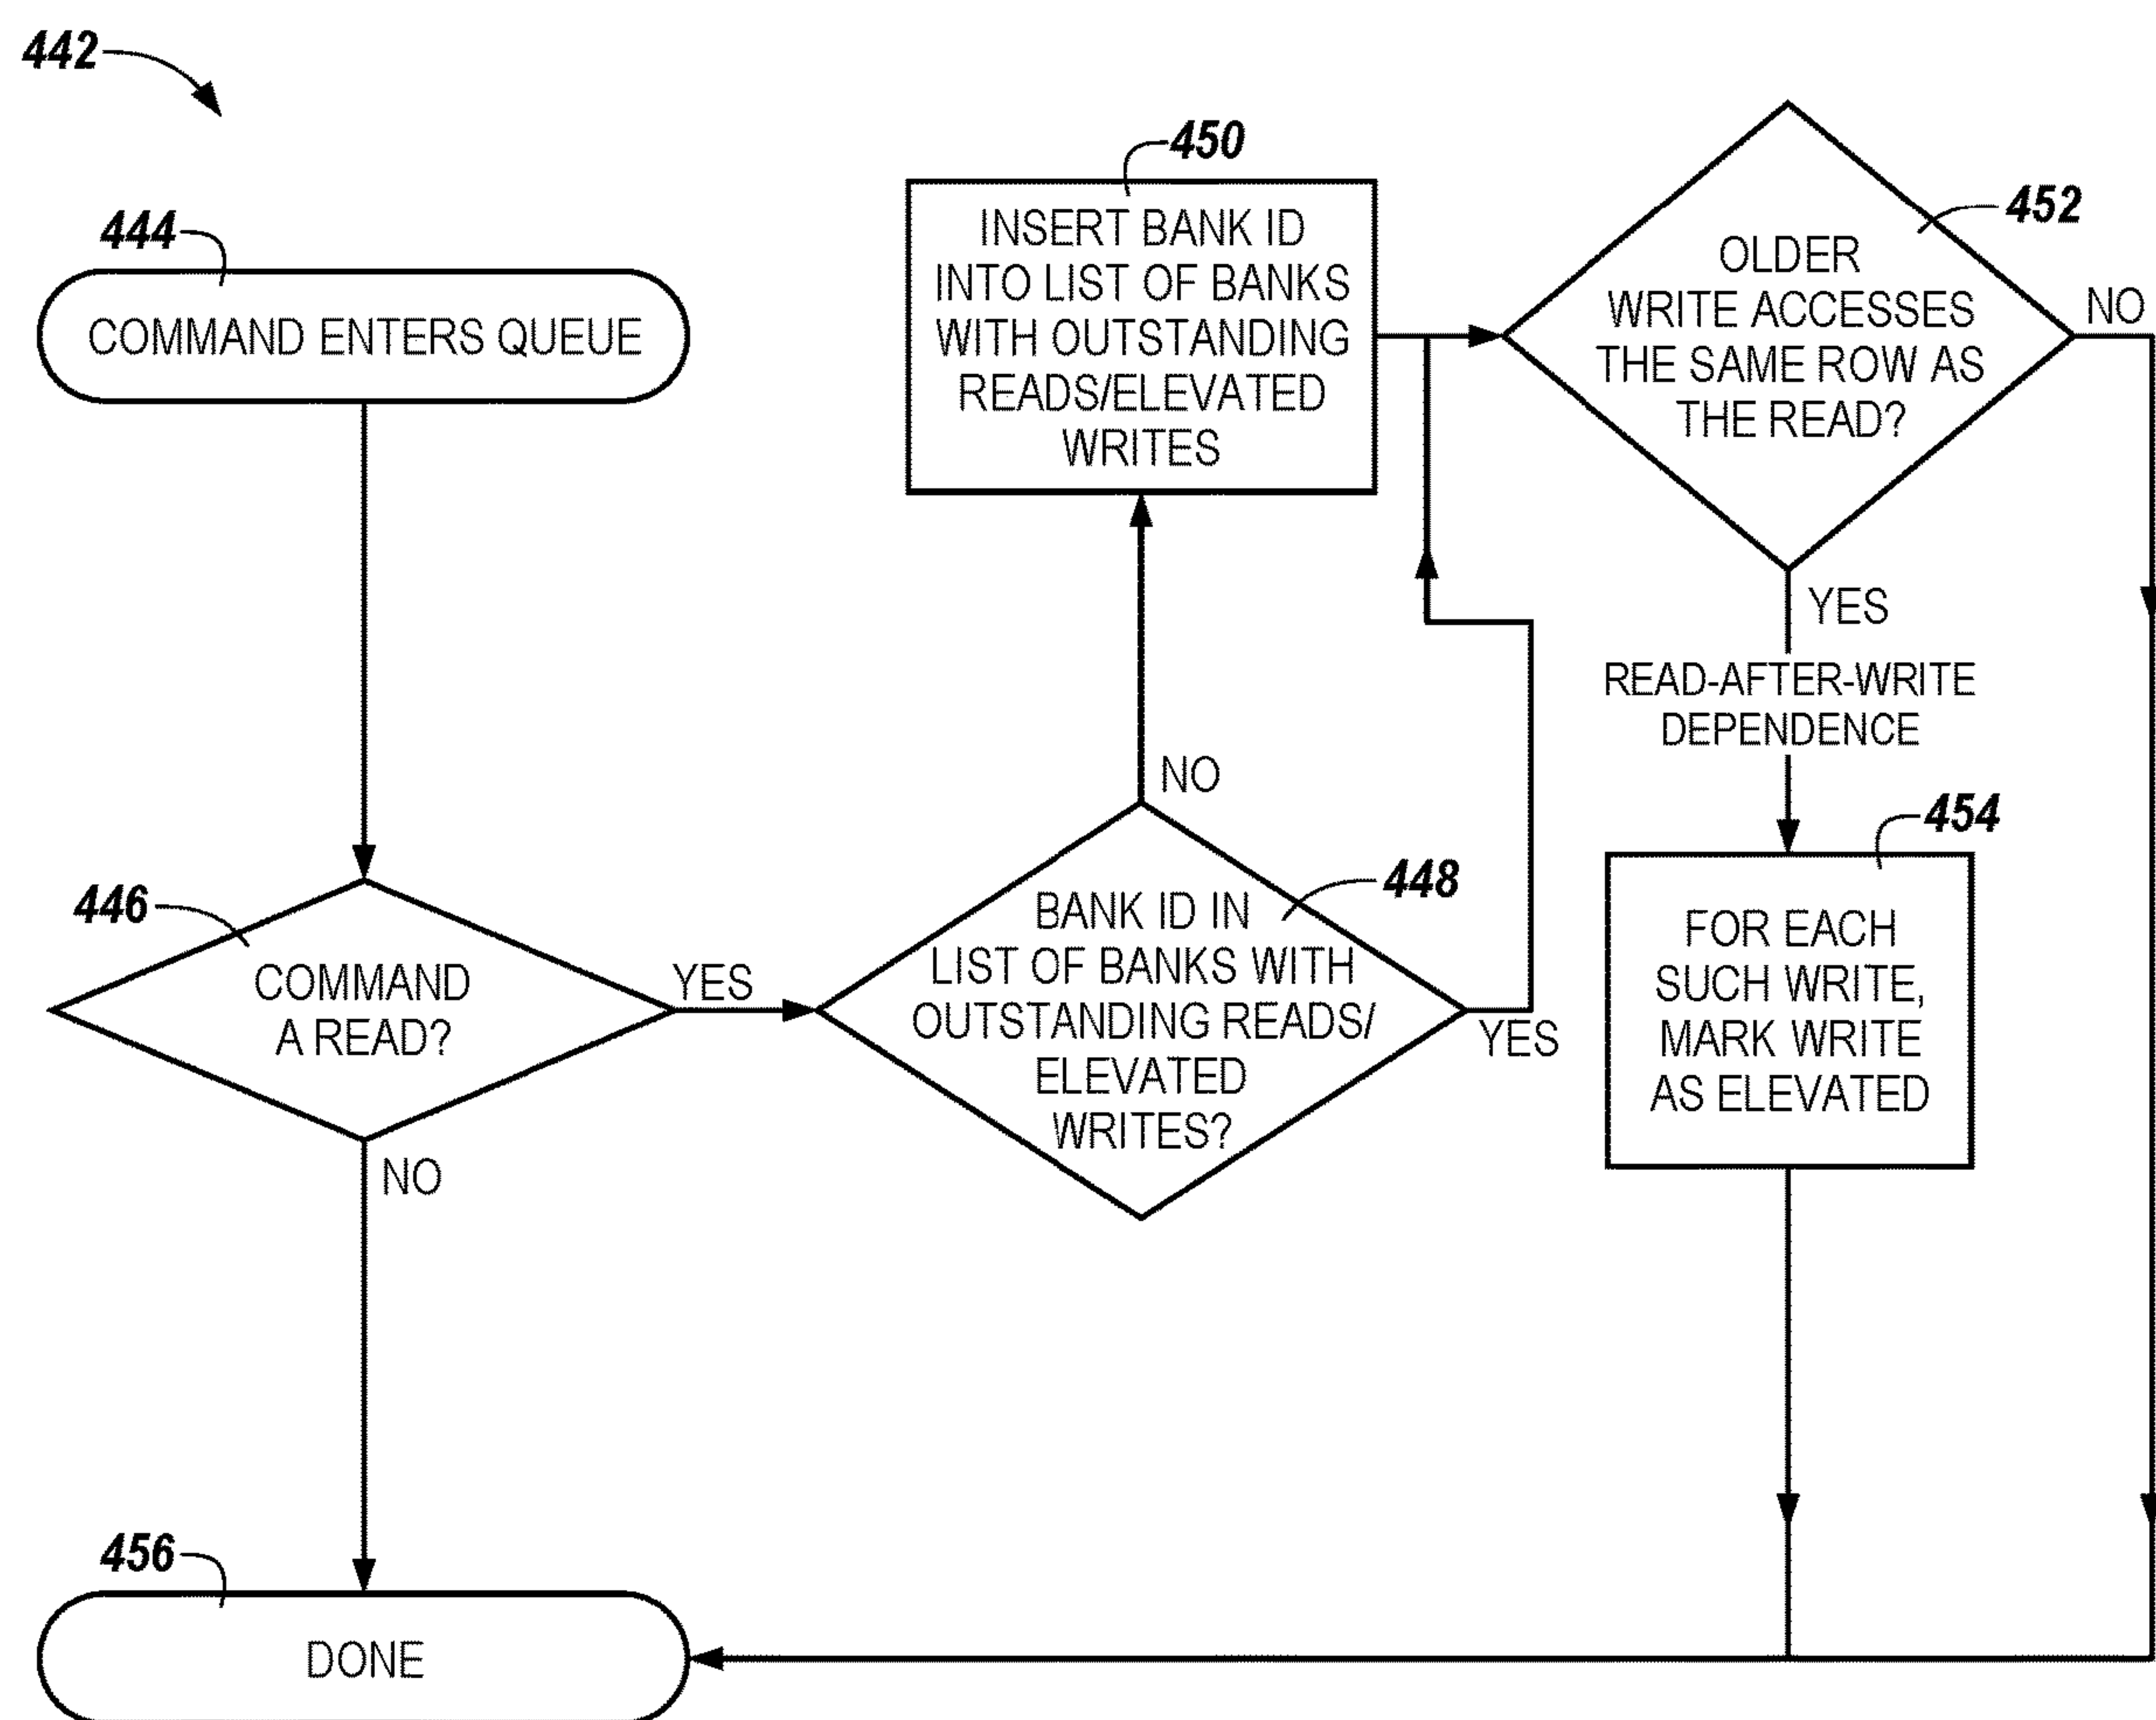 442
444
COMMAND ENTERS QUEUE
446
COMMAND
A READ?
YES
NO
448
BANK ID IN
LIST OF BANKS WITH
OUTSTANDING READS/
ELEVATED
WRITES?
NO
YES
450
INSERT BANK ID
INTO LIST OF BANKS
WITH OUTSTANDING
READS/ELEVATED
WRITES
452
OLDER
WRITE ACCESSES
THE SAME ROW AS
THE READ?
NO
YES
READ-AFTER-WRITE
DEPENDENCE
454
FOR EACH
SUCH WRITE,
MARK WRITE
AS ELEVATED
456
DONE